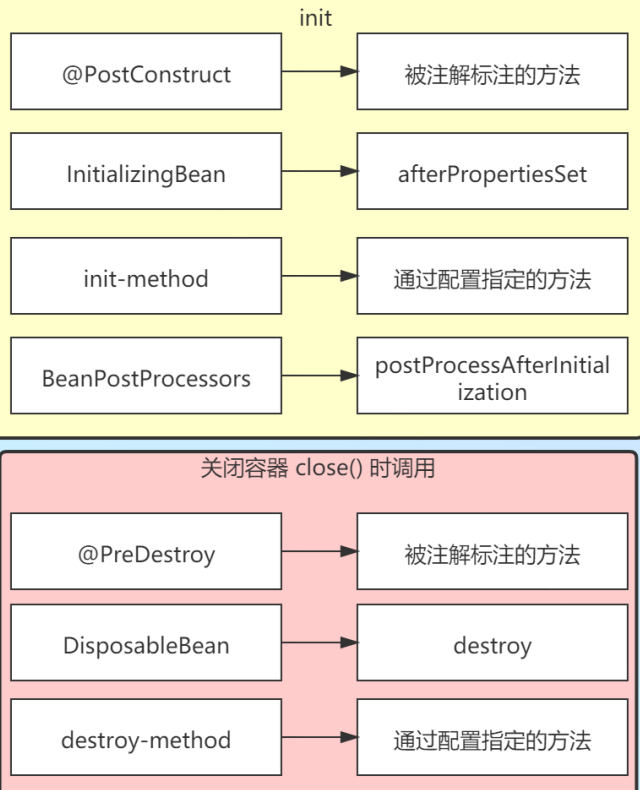 init
@PostConstruct
被注解标注的方法
InitializingBean
afterPropertiesSet
init-method
通过配置指定的方法
BeanPostProcessors
postProcessAfterInitial
ization
关闭容器 close() 时调用
@PreDestroy
被注解标注的方法
DisposableBean
destroy
destroy-method
通过配置指定的方法